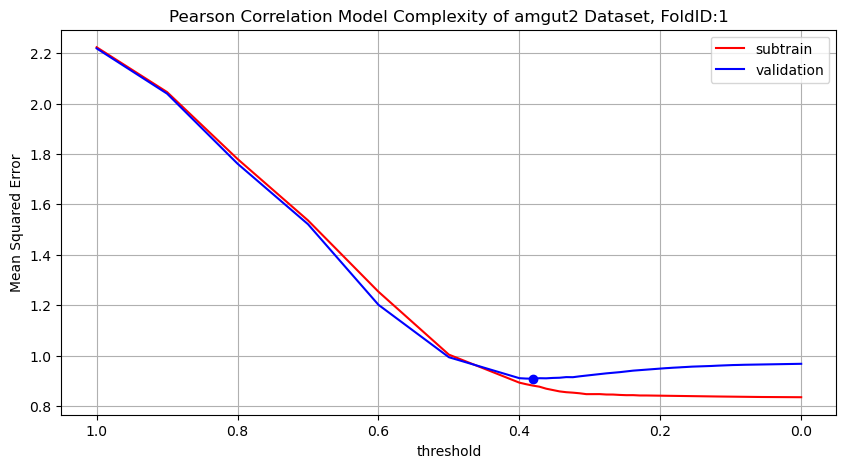 Pearson Correlation Model Complexity of amgut2 Dataset, FoldID:1
subtrain
validation
Mean Squared Error
2.2
2.0
1.8
1.6
1.4
1.2
1.0
0.8
1.0 0.8 0.6 0.4 0.2 0.0
threshold